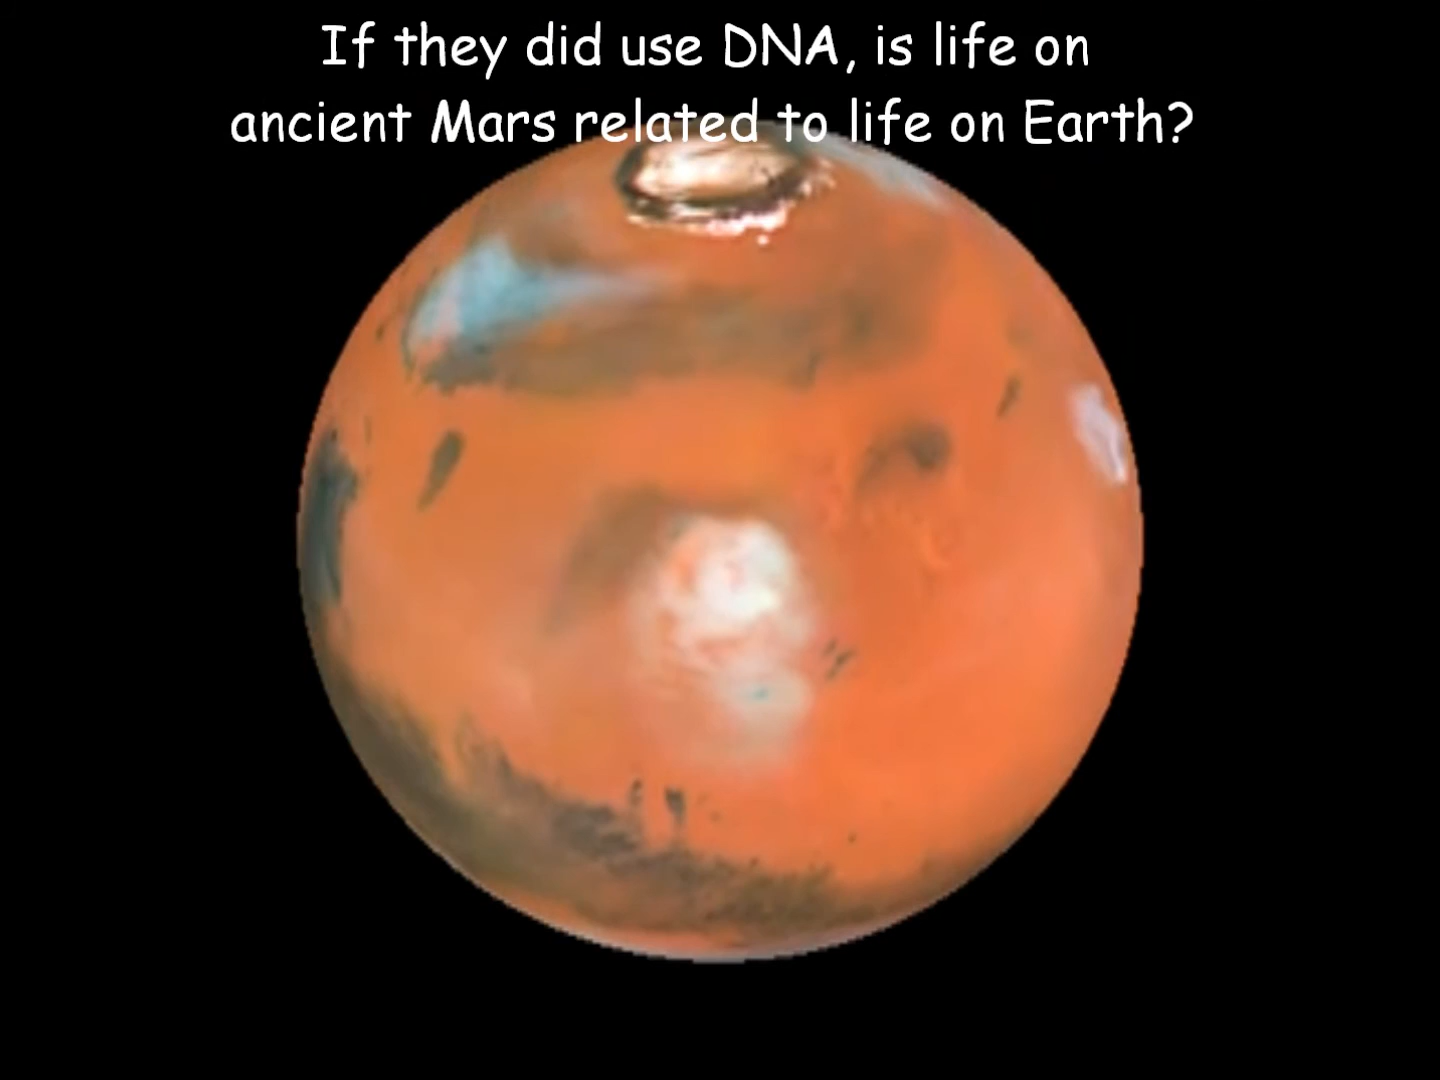 If they did use DNA, is life on
ancient Mars related to life on Earth?